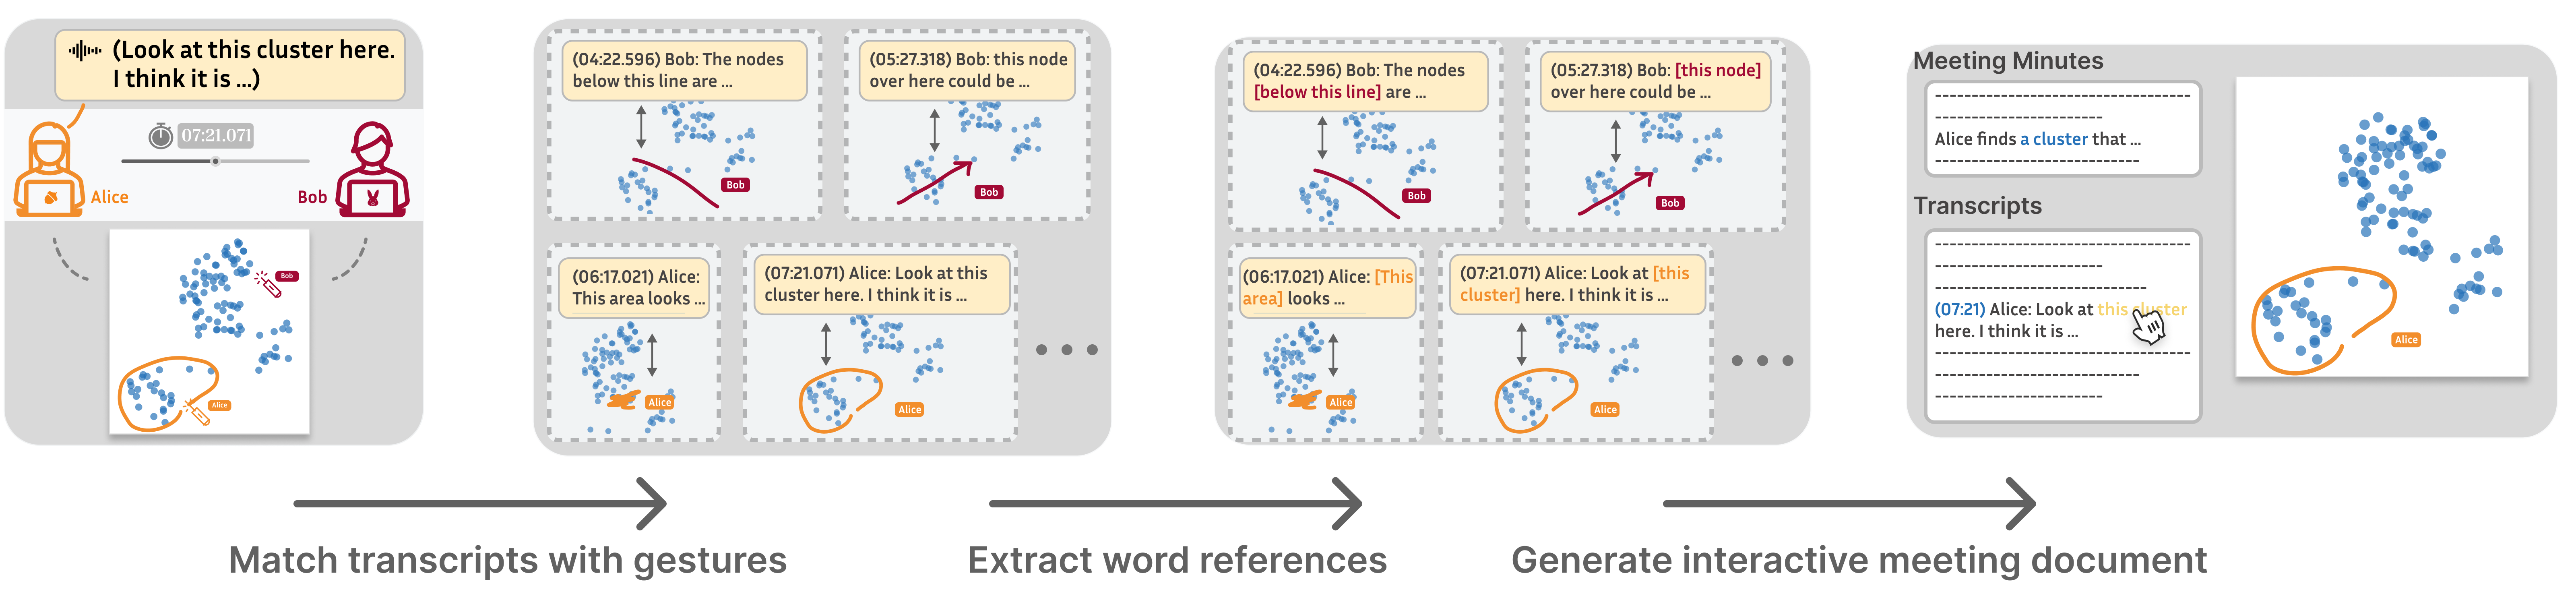 (Look at this cluster here.
I think it is ...)
07:21.071
Alice
Bob
Bob
Alice
(04:22.596) Bob: The nodes
below this line are ...
Bob
(05:27.318) Bob: this node
over here could be ...
Bob
(06:17.021) Alice:
This area looks ...
Alice
(07:21.071) Alice: Look at this
cluster here. I think it is ...
Alice
(04:22.596) Bob: The nodes
[below this line] are ...
Bob
(05:27.318) Bob: [this node]
over here could be ...
Bob
(06:17.021) Alice: [This
area] looks ...
Alice
(07:21.071) Alice: Look at [this
cluster] here. I think it is ...
Alice
Meeting Minutes
Alice finds a cluster that ...
Transcripts
(07:21) Alice: Look at this cluster
here. I think it is ...
Alice
Match transcripts with gestures
Extract word references
Generate interactive meeting document